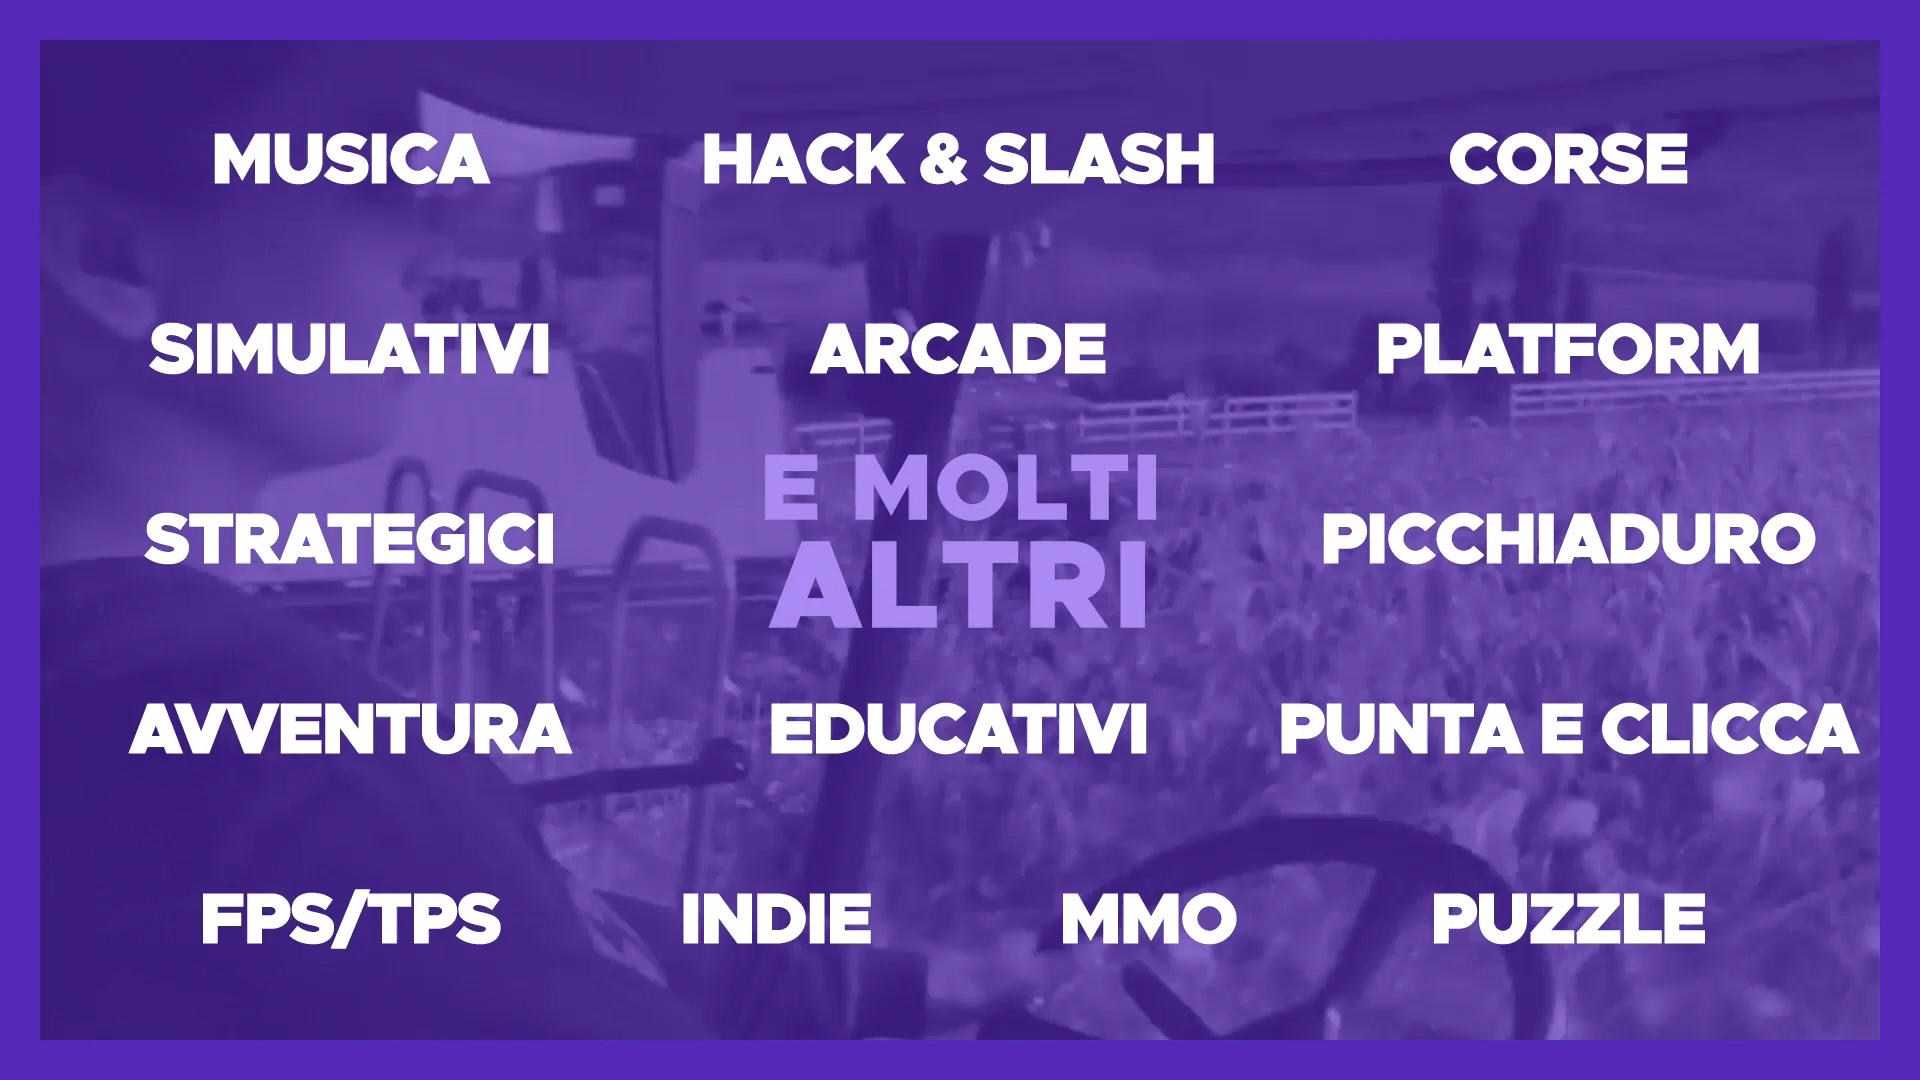 MUSICA
HACK & SLASH
CORSE
SIMULATIVI
ARCADE
PLATFORM
STRATEGICI
E MOLTI
ALTRI
PICCHIADURO
AVVENTURA
EDUCATIVI
PUNTA E CLICCA
FPS/TPS
INDIE
MMO
PUZZLE